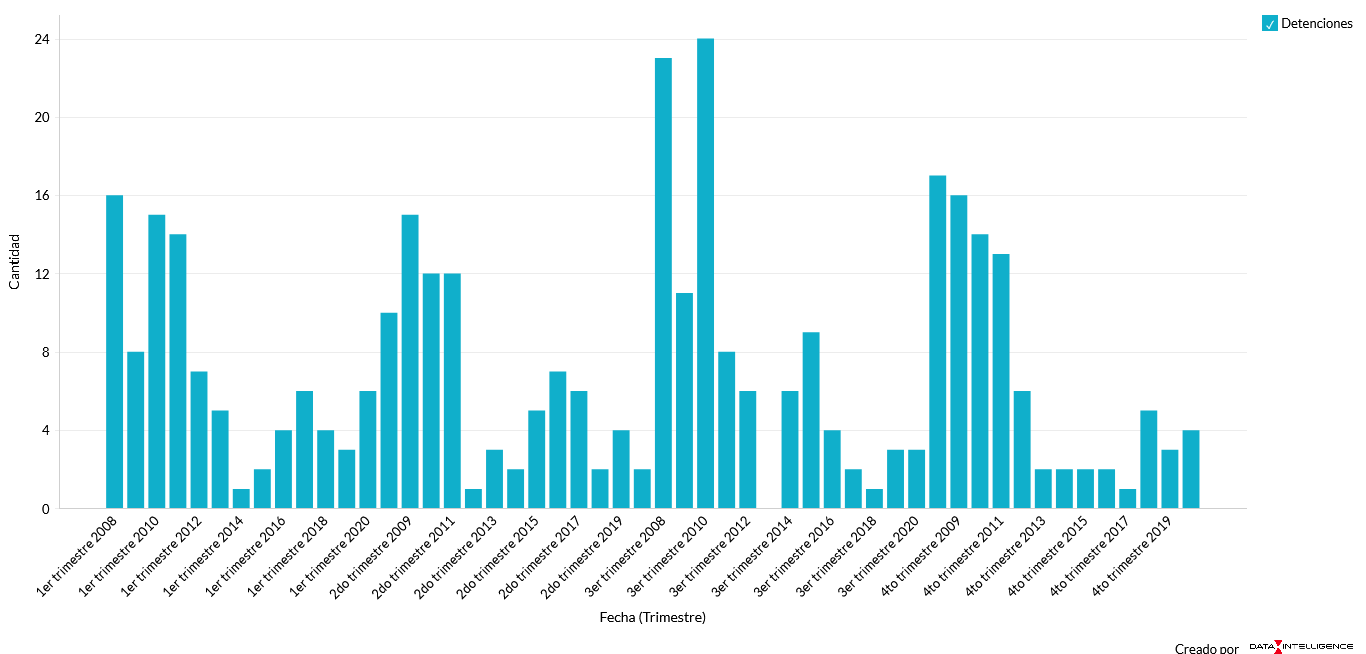 Detenciones
24
20
16
12
8
4
0
Cantidad
1er trimestre 2008
1er trimestre 2010
1er trimestre 2012
1er trimestre 2014
1er trimestre 2016
1er trimestre 2018
1er trimestre 2020
2do trimestre 2009
2do trimestre 2011
2do trimestre 2013
2do trimestre 2015
2do trimestre 2017
2do trimestre 2019
3er trimestre 2008
3er trimestre 2010
3er trimestre 2012
3er trimestre 2014
3er trimestre 2016
3er trimestre 2018
3er trimestre 2020
4to trimestre 2009
4to trimestre 2011
4to trimestre 2013
4to trimestre 2015
4to trimestre 2017
4to trimestre 2019
Fecha (Trimestre)
Creado por DATA INTELLIGENCE